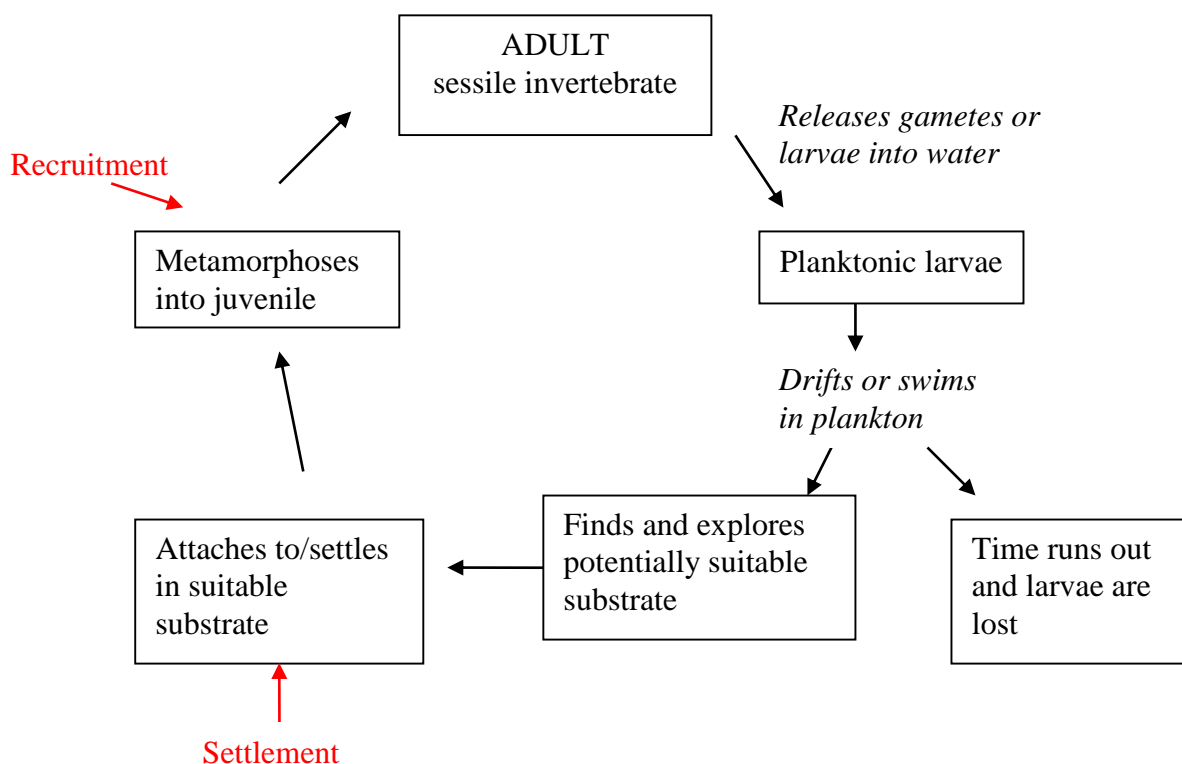 ADULT
sessile invertebrate
Releases gametes or
larvae into water
Recruitment
Metamorphoses
into juvenile
Planktonic larvae
Drifts or swims
in plankton
Finds and explores
potentially suitable
substrate
Attaches to/settles
in suitable
substrate
Time runs out
and larvae are
lost
Settlement